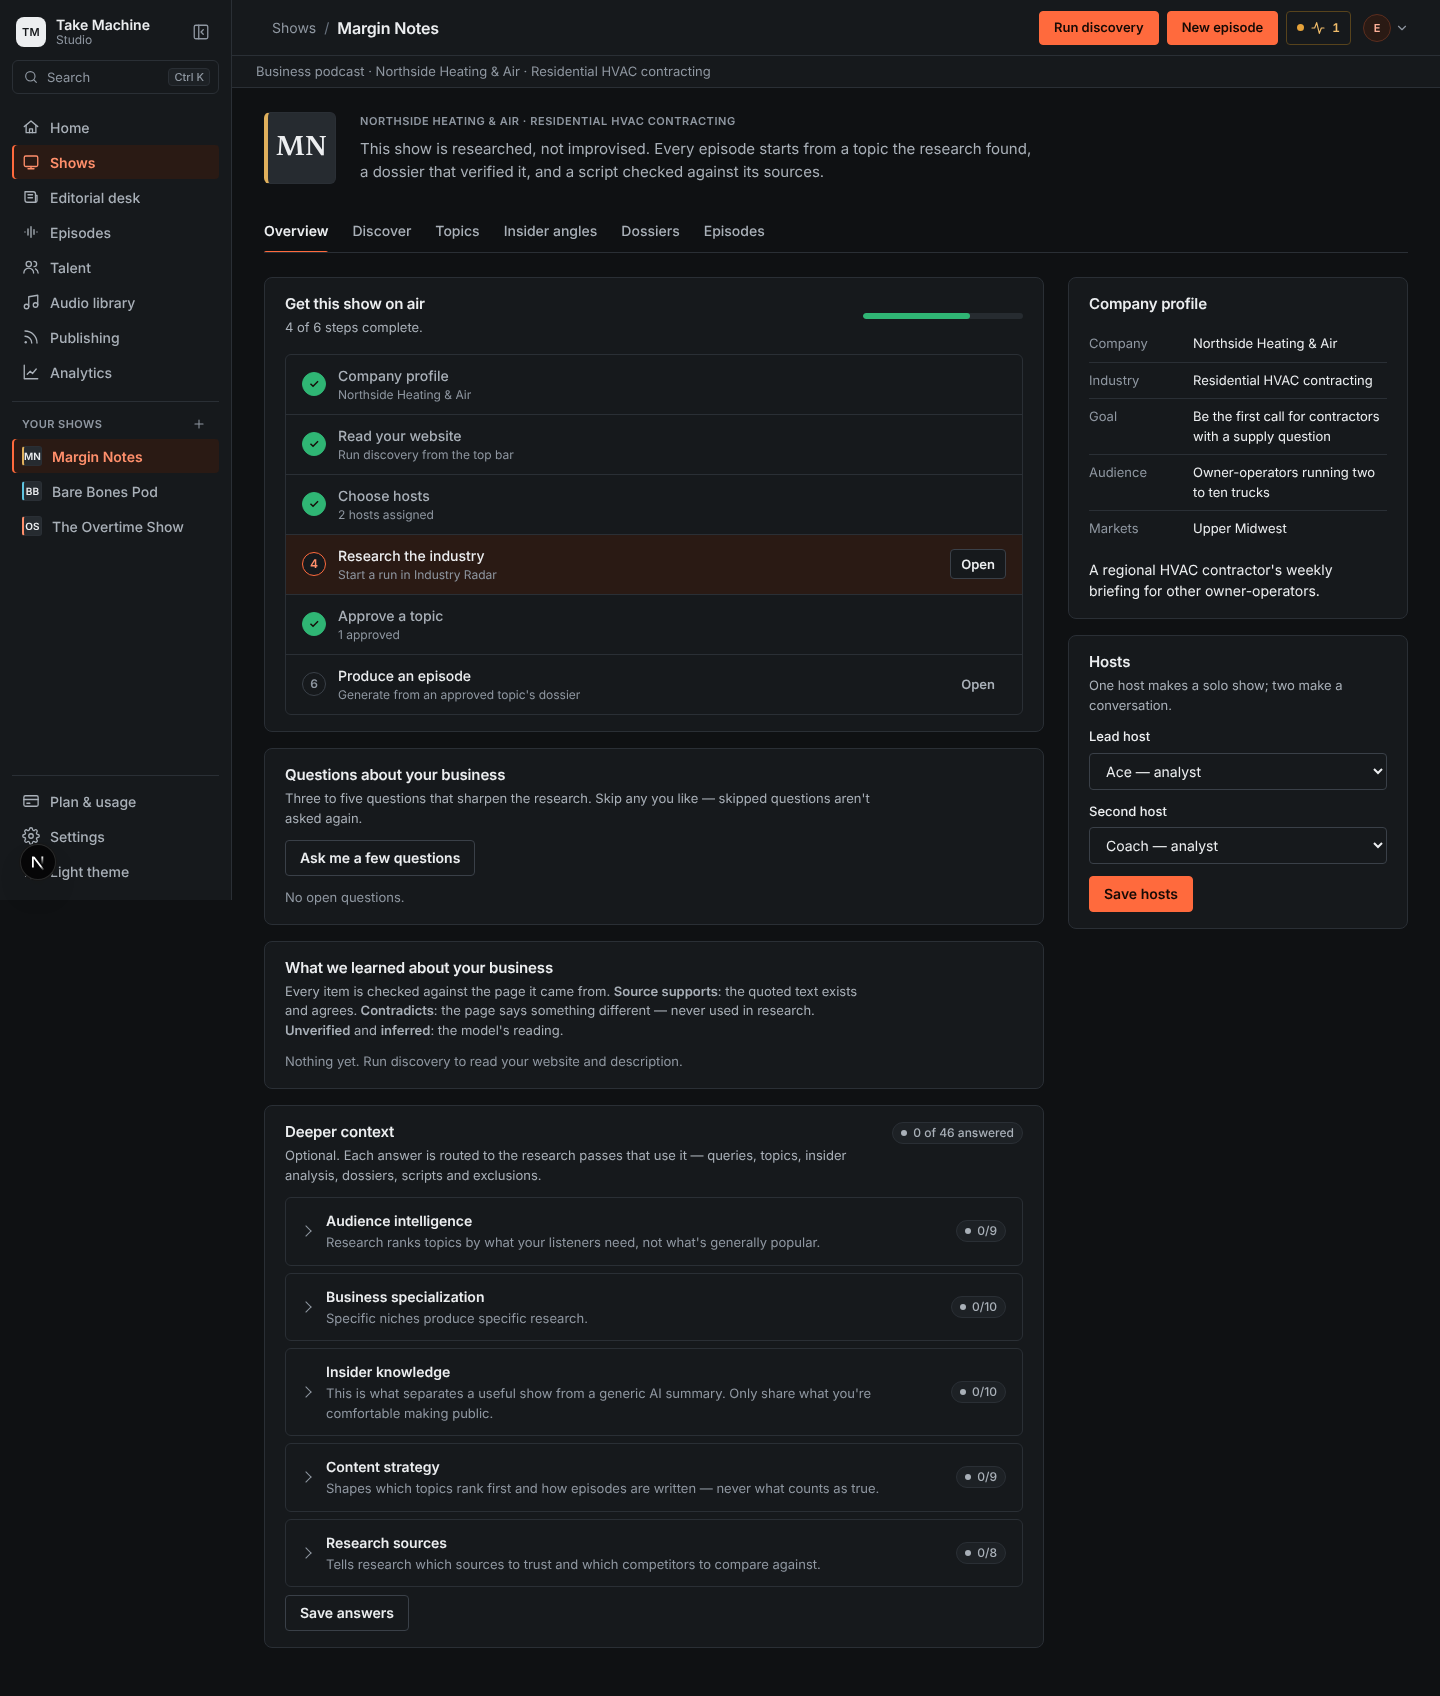 TM
Take Machine
Studio
Search
Ctrl K
Home
Shows
Editorial desk
Episodes
Talent
Audio library
Publishing
Analytics
YOUR SHOWS
MN Margin Notes
BB Bare Bones Pod
OS The Overtime Show
Plan & usage
Settings
N
Light theme
Shows / Margin Notes
Run discovery
New episode
1
E
Business podcast · Northside Heating & Air · Residential HVAC contracting
MN
NORTHSIDE HEATING & AIR · RESIDENTIAL HVAC CONTRACTING
This show is researched, not improvised. Every episode starts from a topic the research found,
a dossier that verified it, and a script checked against its sources.
Overview
Discover
Topics
Insider angles
Dossiers
Episodes
Get this show on air
4 of 6 steps complete.
Company profile
Northside Heating & Air
Read your website
Run discovery from the top bar
Choose hosts
2 hosts assigned
4
Research the industry
Start a run in Industry Radar
Open
Approve a topic
1 approved
6
Produce an episode
Generate from an approved topic's dossier
Open
Questions about your business
Three to five questions that sharpen the research. Skip any you like — skipped questions aren't
asked again.
Ask me a few questions
No open questions.
What we learned about your business
Every item is checked against the page it came from. Source supports: the quoted text exists
and agrees. Contradicts: the page says something different — never used in research.
Unverified and inferred: the model's reading.
Nothing yet. Run discovery to read your website and description.
Deeper context
0 of 46 answered
Optional. Each answer is routed to the research passes that use it — queries, topics, insider
analysis, dossiers, scripts and exclusions.
Audience intelligence
Research ranks topics by what your listeners need, not what's generally popular.
0/9
Business specialization
Specific niches produce specific research.
0/10
Insider knowledge
This is what separates a useful show from a generic AI summary. Only share what you're
comfortable making public.
0/10
Content strategy
Shapes which topics rank first and how episodes are written — never what counts as true.
0/9
Research sources
Tells research which sources to trust and which competitors to compare against.
0/8
Save answers
Company profile
Company Northside Heating & Air
Industry Residential HVAC contracting
Goal Be the first call for contractors
with a supply question
Audience Owner-operators running two
to ten trucks
Markets Upper Midwest
A regional HVAC contractor's weekly
briefing for other owner-operators.
Hosts
One host makes a solo show; two make a
conversation.
Lead host
Ace — analyst
Second host
Coach — analyst
Save hosts